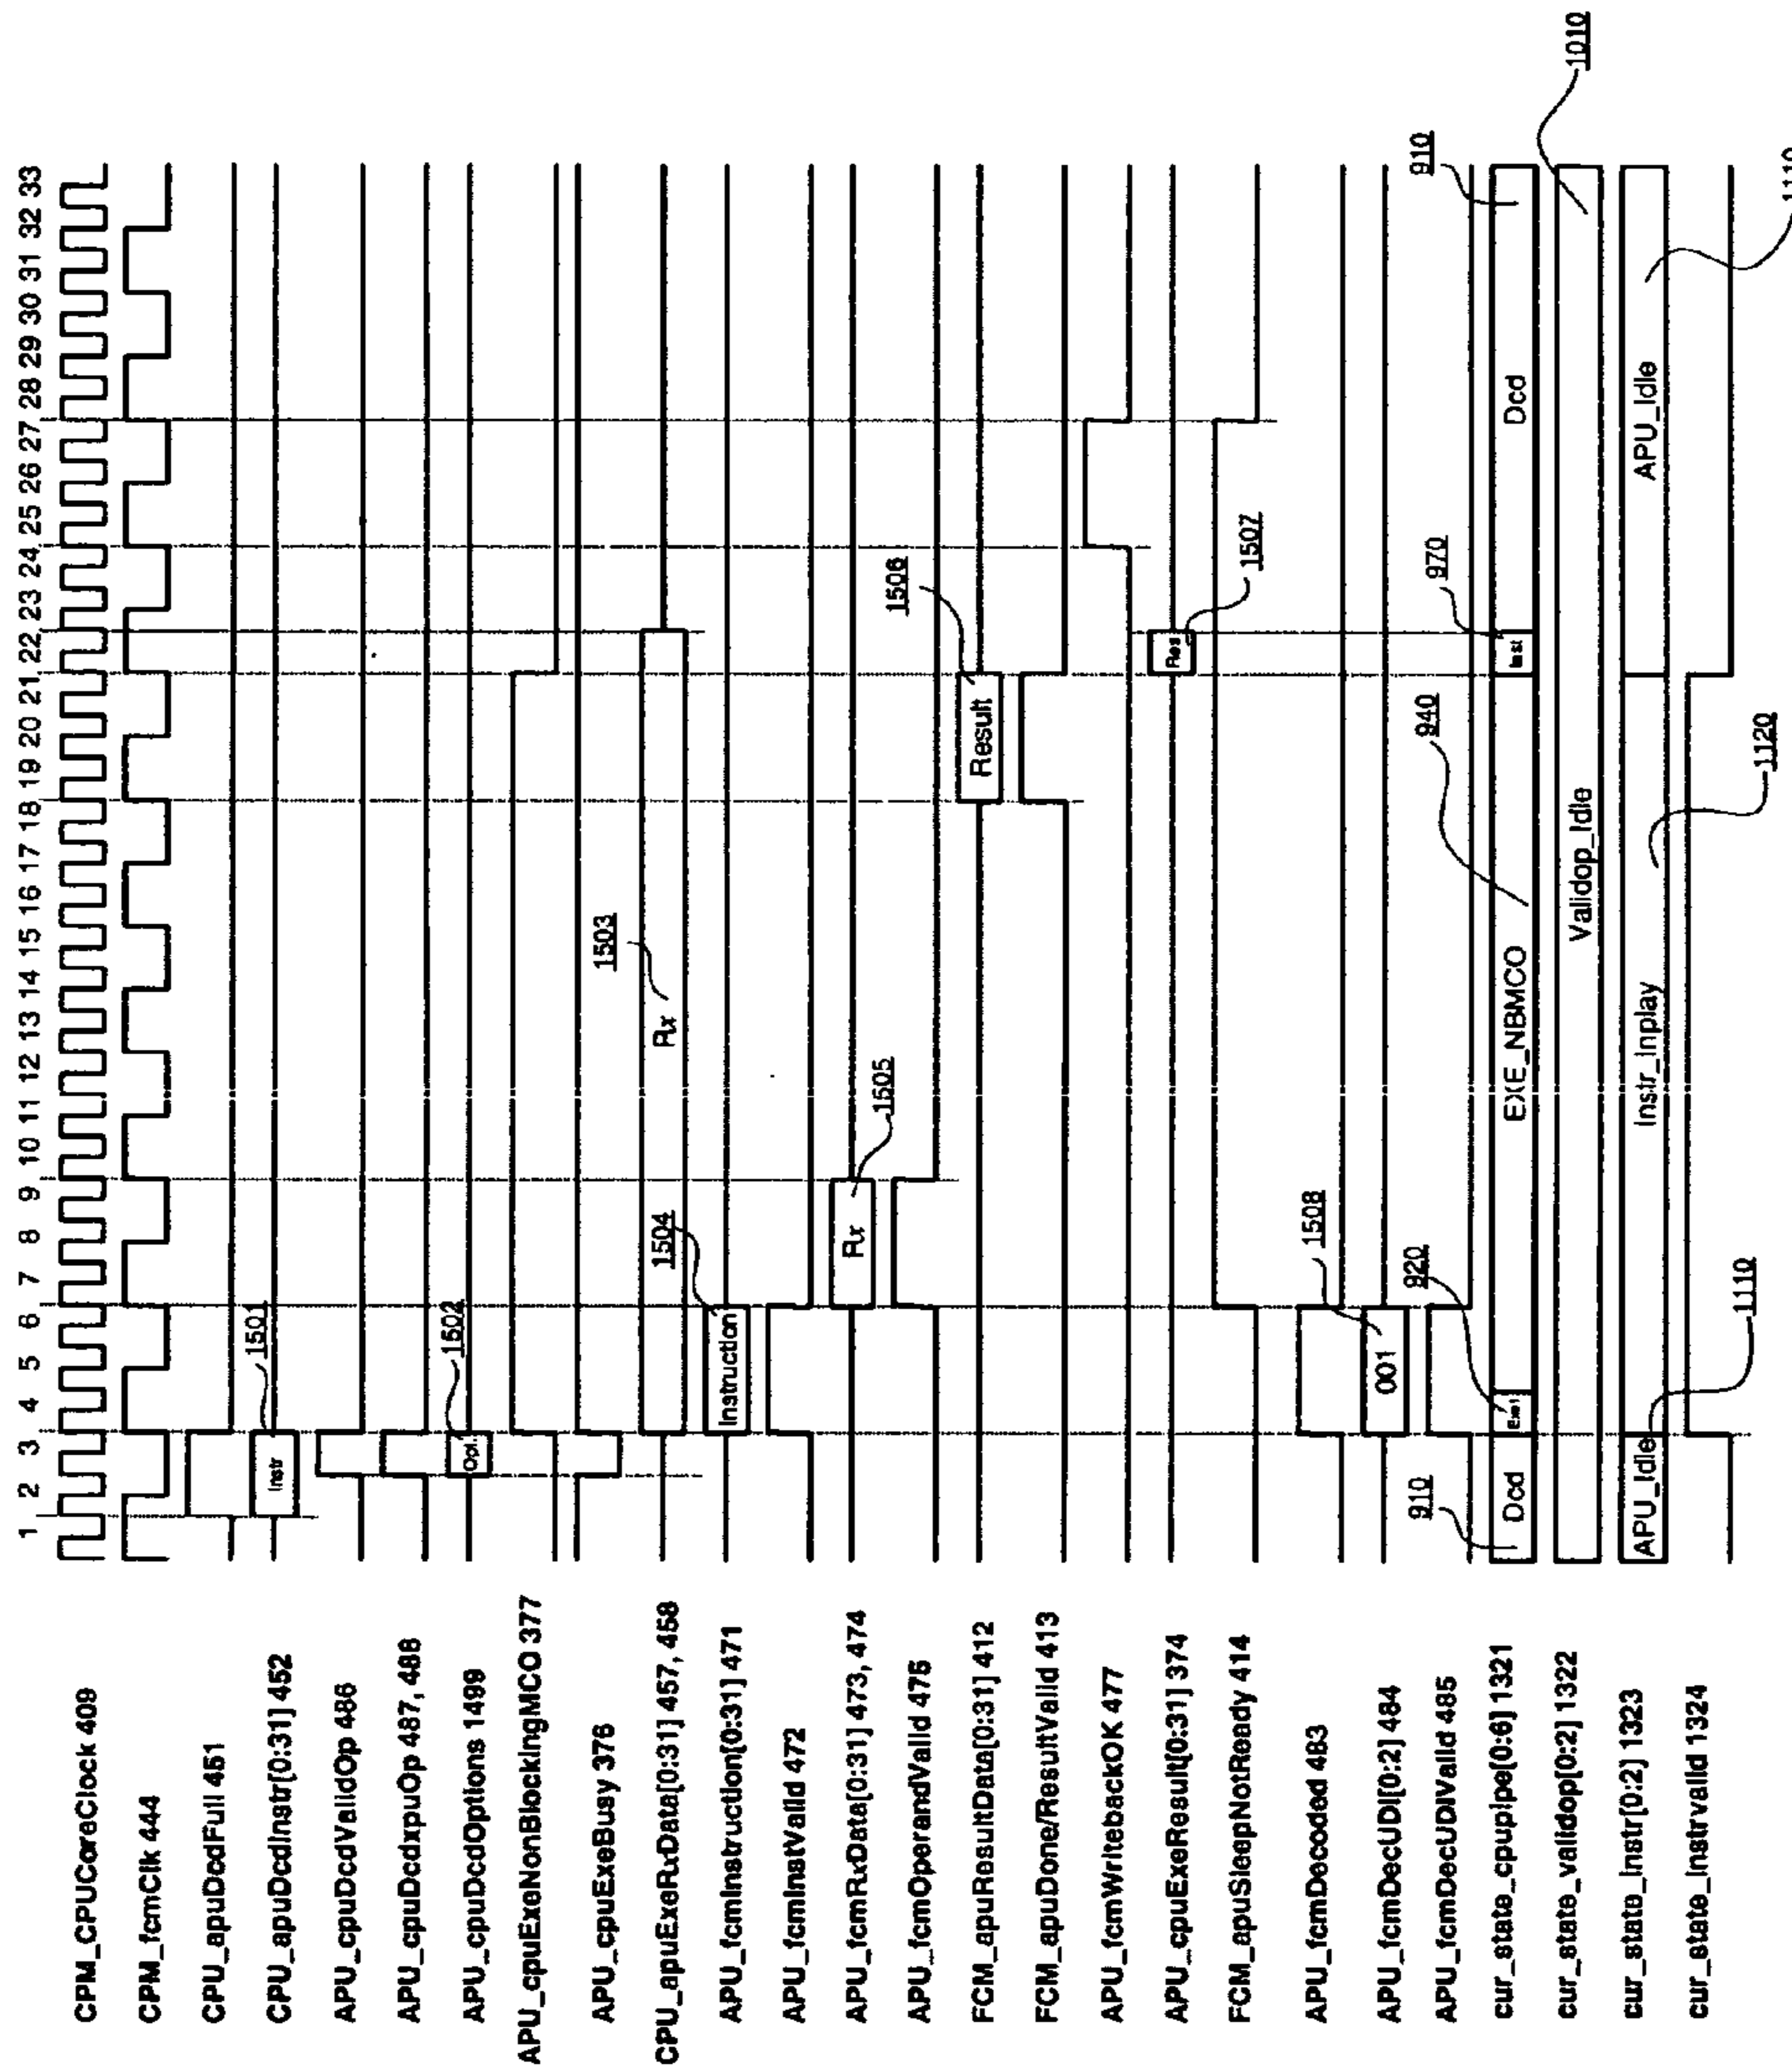 1 2 3 4 5 6 7 8 9 10 11 12 13 14 15 16 17 18 19 20 21 22 23 24 25 26 27 28 29 30 31 32 33
CPM_CPUCoreClock 409
CPM_fcmClk 444
CPU_apuDcdFull 451
CPU_apuDcdInstr[0:31] 452
Instr
1501
APU_cpuDcdValidOp 486
APU_cpuDcdxpuOp 487, 488
APU_cpuDcdOptions 1499
Opt.
1502
APU_cpuExeNonBlockingMCO 377
APU_cpuExeBusy 376
CPU_apuExeRxData[0:31] 457, 458
Rx
1503
APU_fcmInstruction[0:31] 471
Instruction
1504
APU_fcmInstValid 472
APU_fcmRxData[0:31] 473, 474
Rx
1505
APU_fcmOperandValid 475
FCM_apuResultData[0:31] 412
Result
1506
FCM_apuDone/ResultValid 413
APU_fcmWritebackOK 477
APU_cpuExeResult[0:31] 374
Res
1507
FCM_apuSleepNotReady 414
APU_fcmDecoded 483
APU_fcmDecUDI[0:2] 484
001
1508
APU_fcmDecUDIValid 485
cur_state_cpupipe[0:6] 1321
Dcd
910
Exe1
920
EXE_NBMCO
940
970
Dcd
910
cur_state_validop[0:2] 1322
Validop_Idle
1010
cur_state_instr[0:2] 1323
APU_Idle
1110
Instr_Inplay
1120
APU_Idle
1110
cur_state_instrvalid 1324